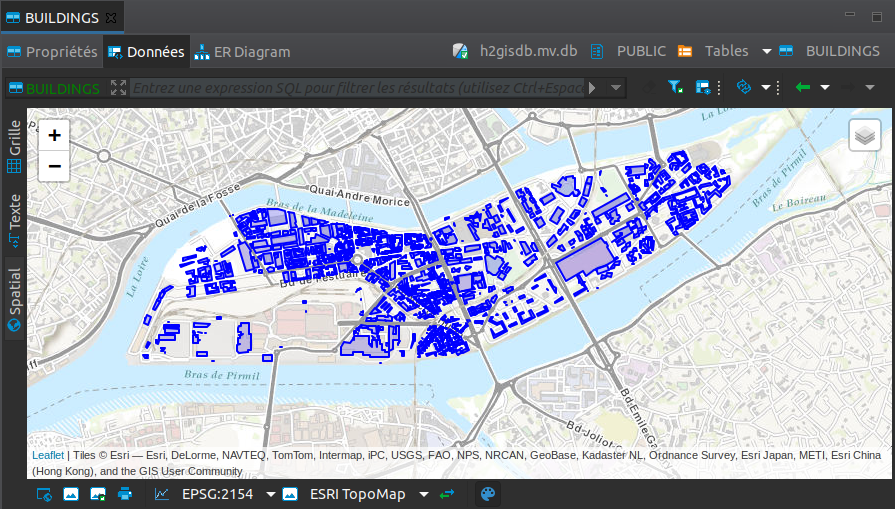 BUILDINGS
Propriétés Données ER Diagram h2gisdb.mv.db PUBLIC Tables BUILDINGS
BUILDINGS Entrez une expression SQL pour filtrer les résultats (utilisez Ctrl+Espace
Grille
Texte
Spatial
+
−
Quai de la Fosse
Quai Andre Morice
Bras de la Madeleine
La Loire
Bd de l'Estuaire
Bras de Pirmil
Bras de Pirmil
Le Boireau
Bd Emile Ga
Bd Joliot
Leaflet | Tiles © Esri — Esri, DeLorme, NAVTEQ, TomTom, Intermap, iPC, USGS, FAO, NPS, NRCAN, GeoBase, Kadaster NL, Ordnance Survey, Esri Japan, METI, Esri China
(Hong Kong), and the GIS User Community
EPSG:2154 ESRI TopoMap